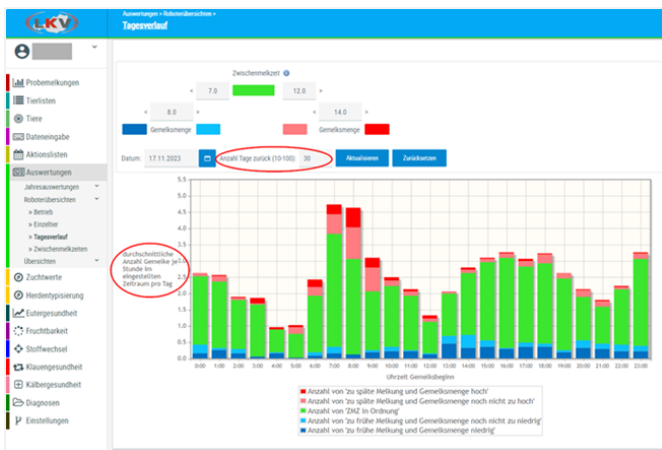 LKV
Auswertungen > Roboterübersichten >
Tagesverlauf
Probemelkungen
Tierlisten
Tiere
Dateneingabe
Aktionslisten
Auswertungen
Jahresauswertungen
Roboterübersichten
» Betrieb
» Einzeltier
» Tagesverlauf
» Zwischenmelkzeiten
Übersichten
Zuchtwerte
Herdentypisierung
Eutergesundheit
Fruchtbarkeit
Stoffwechsel
Klauengesundheit
Kälbergesundheit
Diagnosen
Einstellungen
Zwischenmelkzeit
< 7.0 12.0 >
< 8.0 > < 14.0 >
Gemelksmenge Gemelksmenge
Datum: 17.11.2023 Anzahl Tage zurück (10-100): 30 Aktualisieren Zurücksetzen
durchschnittliche
Anzahl Gemelke je
Stunde im
eingestellten
Zeitraum pro Tag
5.5
5.0
4.5
4.0
3.5
3.0
2.5
2.0
1.5
1.0
0.5
0.0
0:00 1:00 2:00 3:00 4:00 5:00 6:00 7:00 8:00 9:00 10:00 11:00 12:00 13:00 14:00 15:00 16:00 17:00 18:00 19:00 20:00 21:00 22:00 23:00
Uhrzeit Gemelksbeginn
Anzahl von 'zu späte Melkung und Gemelksmenge hoch'
Anzahl von 'zu späte Melkung und Gemelksmenge noch nicht zu hoch'
Anzahl von 'ZMZ in Ordnung'
Anzahl von 'zu frühe Melkung und Gemelksmenge noch nicht zu niedrig'
Anzahl von 'zu frühe Melkung und Gemelksmenge niedrig'